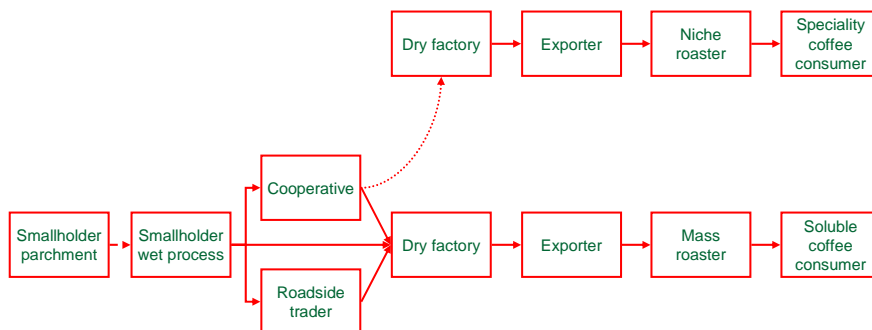 Dry factory
Exporter
Niche
roaster
Speciality
coffee
consumer
Cooperative
Smallholder
parchment
Smallholder
wet process
Dry factory
Exporter
Mass
roaster
Soluble
coffee
consumer
Roadside
trader